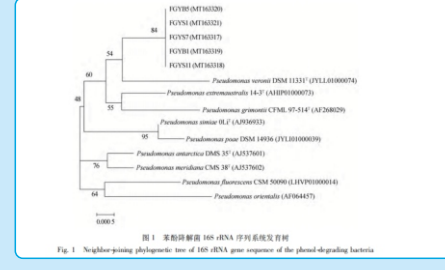 FGYB5 (MT163320)
FGYS1 (MT163321)
84
FGYS7 (MT163317)
FGYB1 (MT163319)
54
FGYS11 (MT163318)
60
Pseudomonas veronii DSM 11331T (JYLL01000074)
Pseudomonas extremaustralis 14-3T (AHIP01000073)
48
55
Pseudomonas grimontii CFML 97-514T (AF268029)
Pseudomonas simiae OLiT (AJ936933)
95
Pseudomonas poae DSM 14936 (JYLI01000039)
Pseudomonas antarctica DMS 35T (AJ537601)
76
Pseudomonas meridiana CMS 38T (AJ537602)
Pseudomonas fluorescens CSM 50090 (LHVP01000014)
64
Pseudomonas orientalis (AF064457)
0.000 5
图 1 苯酚降解菌 16S rRNA 序列系统发育树
Fig. 1 Neighbor-joining phylogenetic tree of 16S rRNA gene sequence of the phenol-degrading bacteria